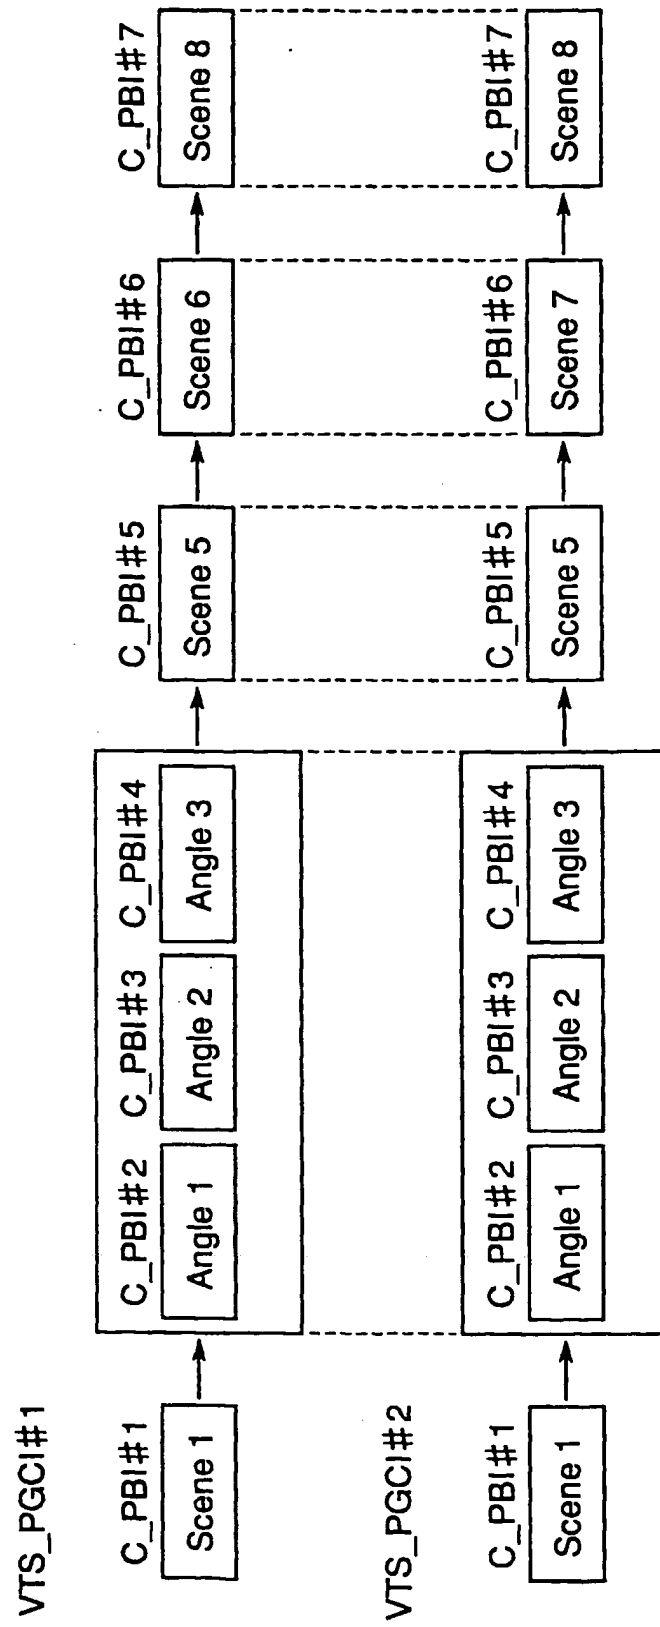 VTS_PGCI#1
C_PBI#1
Scene 1
C_PBI#2
Angle 1
C_PBI#3
Angle 2
C_PBI#4
Angle 3
C_PBI#5
Scene 5
C_PBI#6
Scene 6
C_PBI#7
Scene 8
VTS_PGCI#2
C_PBI#1
Scene 1
C_PBI#2
Angle 1
C_PBI#3
Angle 2
C_PBI#4
Angle 3
C_PBI#5
Scene 5
C_PBI#6
Scene 7
C_PBI#7
Scene 8